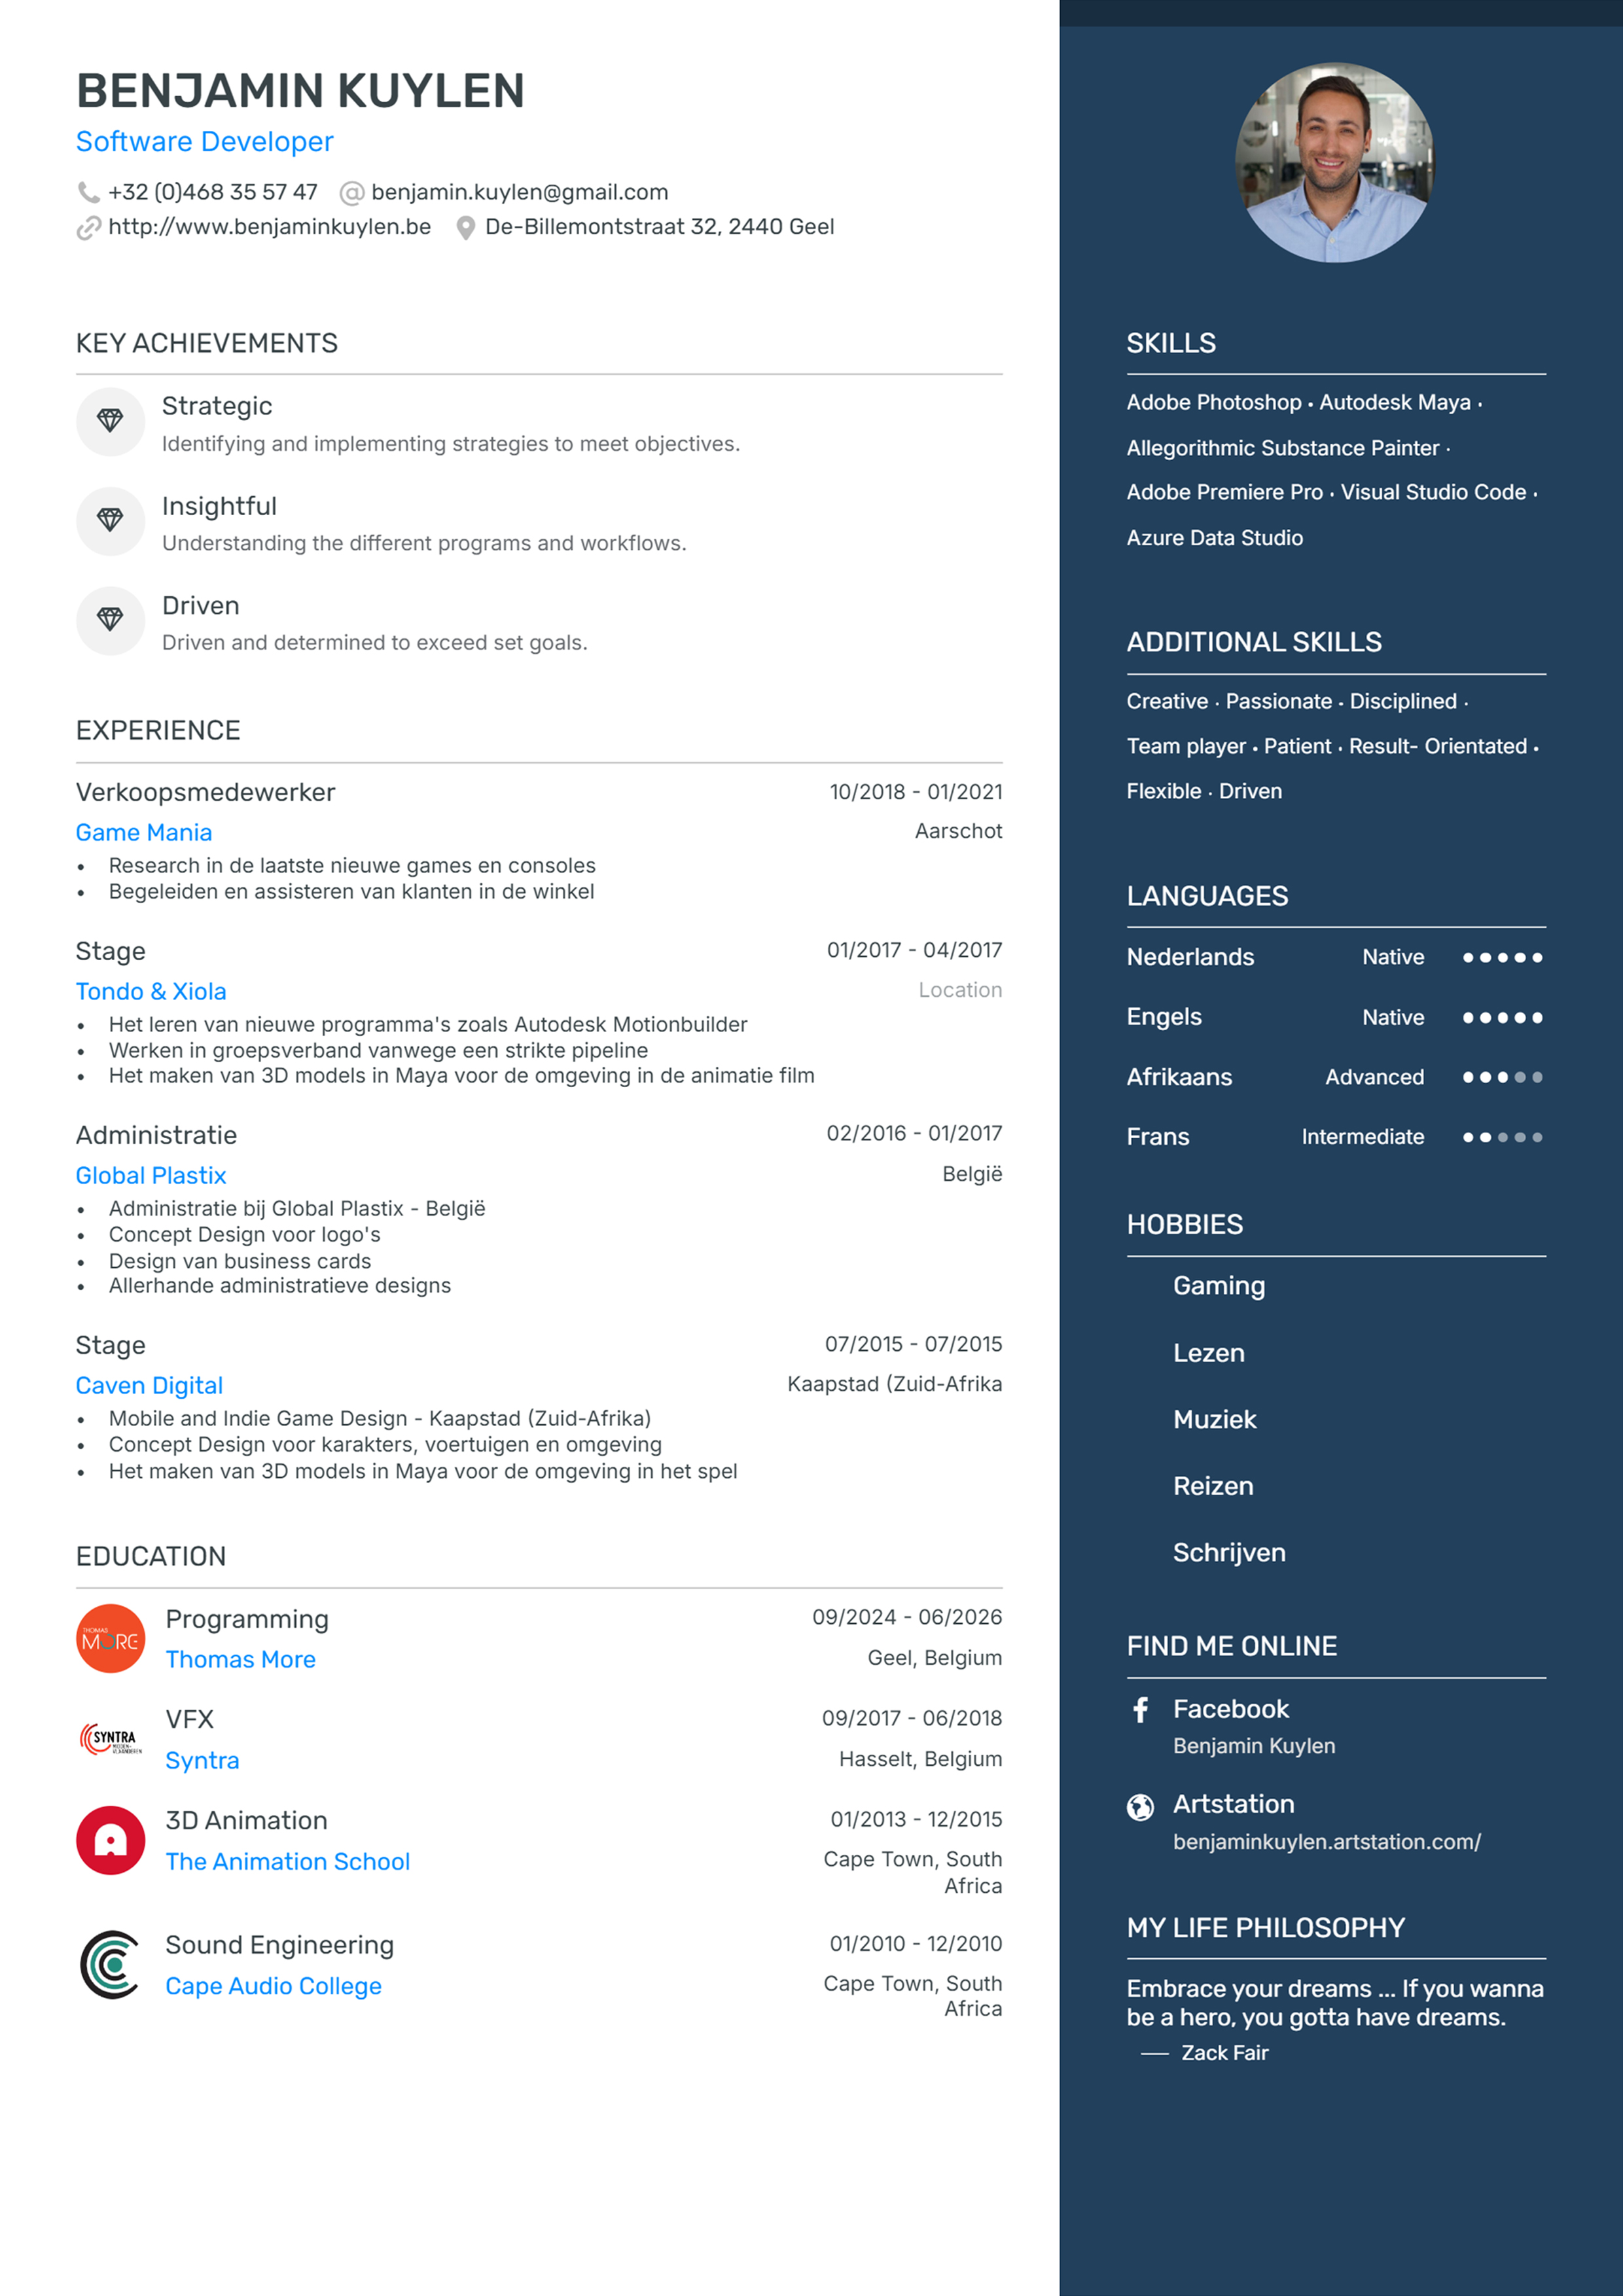 BENJAMIN KUYLEN
Software Developer
+32 (0)468 35 57 47 @ benjamin.kuylen@gmail.com
http://www.benjaminkuylen.be De-Billemontstraat 32, 2440 Geel
KEY ACHIEVEMENTS
Strategic
Identifying and implementing strategies to meet objectives.
Insightful
Understanding the different programs and workflows.
Driven
Driven and determined to exceed set goals.
EXPERIENCE
Verkoopsmedewerker 10/2018 - 01/2021
Game Mania Aarschot
• Research in de laatste nieuwe games en consoles
• Begeleiden en assisteren van klanten in de winkel
Stage 01/2017 - 04/2017
Tondo & Xiola Location
• Het leren van nieuwe programma's zoals Autodesk Motionbuilder
• Werken in groepsverband vanwege een strikte pipeline
• Het maken van 3D models in Maya voor de omgeving in de animatie film
Administratie 02/2016 - 01/2017
Global Plastix België
• Administratie bij Global Plastix - België
• Concept Design voor logo's
• Design van business cards
• Allerhande administratieve designs
Stage 07/2015 - 07/2015
Caven Digital Kaapstad (Zuid-Afrika
• Mobile and Indie Game Design - Kaapstad (Zuid-Afrika)
• Concept Design voor karakters, voertuigen en omgeving
• Het maken van 3D models in Maya voor de omgeving in het spel
EDUCATION
THOMAS
MORE
Programming 09/2024 - 06/2026
Thomas More Geel, Belgium
SYNTRA
MIDDEN-
VLAANDEREN
VFX 09/2017 - 06/2018
Syntra Hasselt, Belgium
3D Animation 01/2013 - 12/2015
The Animation School Cape Town, South
Africa
Sound Engineering 01/2010 - 12/2010
Cape Audio College Cape Town, South
Africa
SKILLS
Adobe Photoshop · Autodesk Maya ·
Allegorithmic Substance Painter ·
Adobe Premiere Pro · Visual Studio Code ·
Azure Data Studio
ADDITIONAL SKILLS
Creative · Passionate · Disciplined ·
Team player · Patient · Result- Orientated ·
Flexible · Driven
LANGUAGES
Nederlands Native
Engels Native
Afrikaans Advanced
Frans Intermediate
HOBBIES
Gaming
Lezen
Muziek
Reizen
Schrijven
FIND ME ONLINE
Facebook
Benjamin Kuylen
Artstation
benjaminkuylen.artstation.com/
MY LIFE PHILOSOPHY
Embrace your dreams ... If you wanna
be a hero, you gotta have dreams.
— Zack Fair